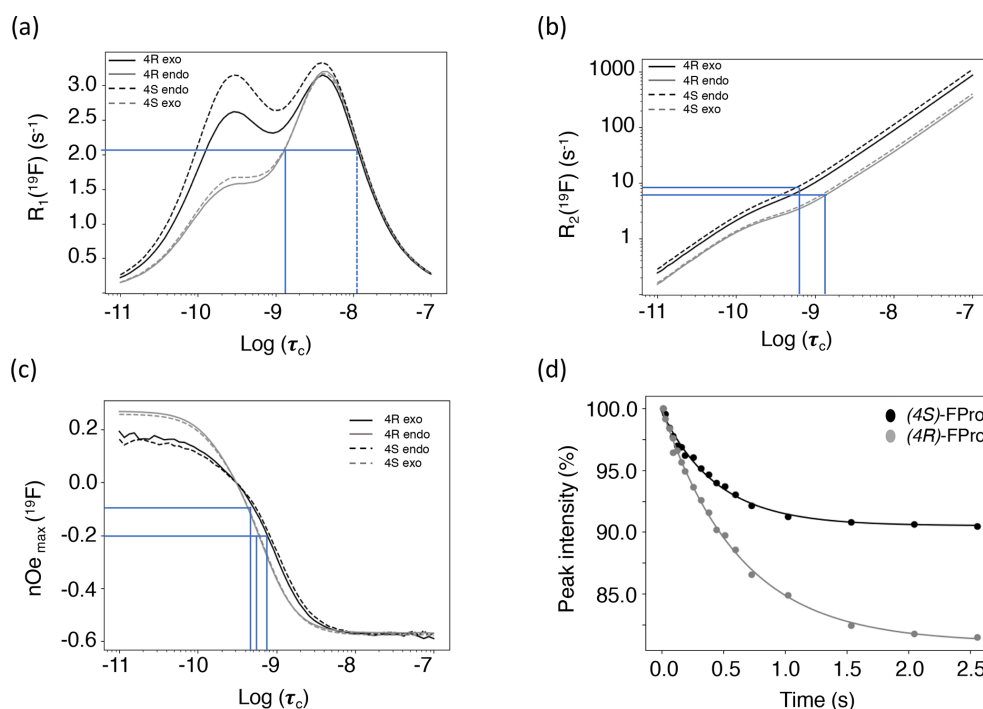 (a)
4R exo
4R endo
4S endo
4S exo
R1(19F) (s-1)
3.0
2.5
2.0
1.5
1.0
0.5
-11
-10
-9
-8
-7
Log (τc)
(b)
4R exo
4R endo
4S endo
4S exo
R2(19F) (s-1)
1000
100
10
1
-11
-10
-9
-8
-7
Log (τc)
(c)
4R exo
4R endo
4S endo
4S exo
nOe max (19F)
0.2
0.0
-0.2
-0.4
-0.6
-11
-10
-9
-8
-7
Log (τc)
(d)
(4S)-FPro
(4R)-FPro
Peak intensity (%)
100.0
95.0
90.0
85.0
0.0
0.5
1.0
1.5
2.0
2.5
Time (s)